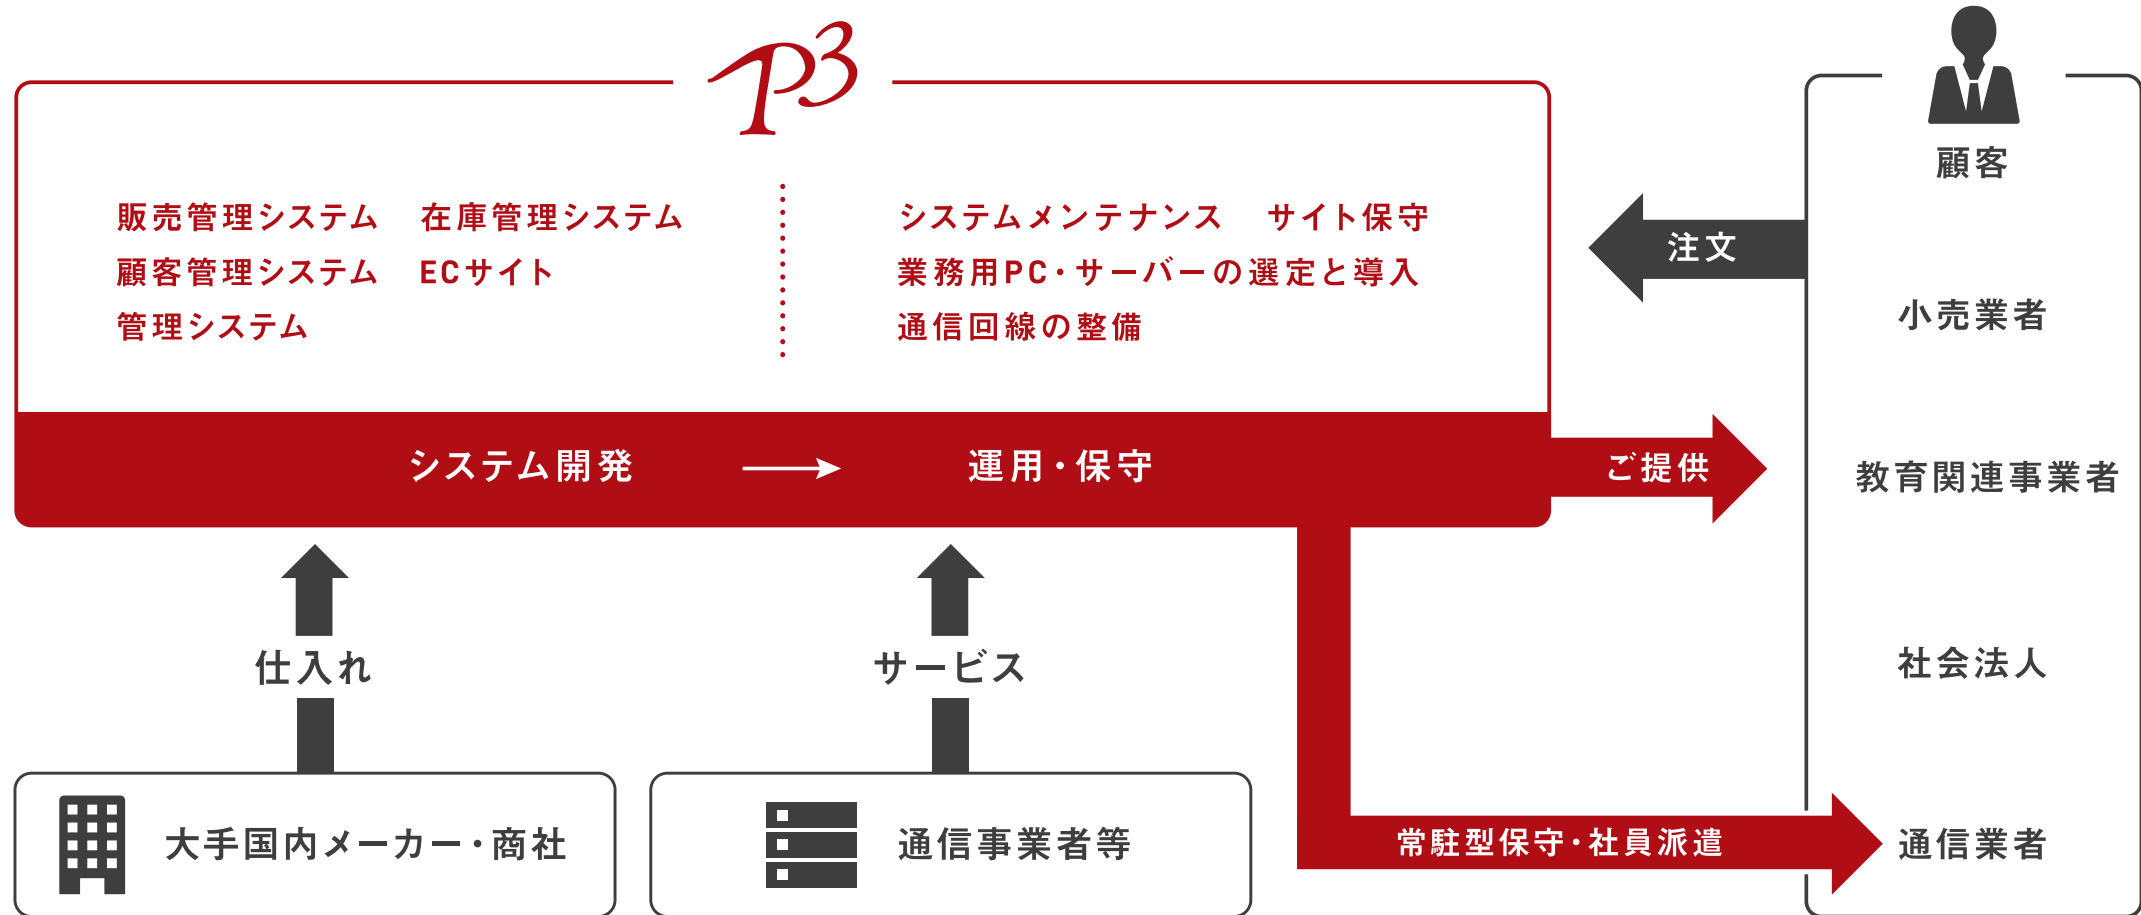 P3
販売管理システム　在庫管理システム
顧客管理システム　ECサイト
管理システム
システムメンテナンス　サイト保守
業務用PC・サーバーの選定と導入
通信回線の整備
システム開発
運用・保守
注文
ご提供
顧客
小売業者
教育関連事業者
社会法人
通信業者
仕入れ
サービス
大手国内メーカー・商社
通信事業者等
常駐型保守・社員派遣